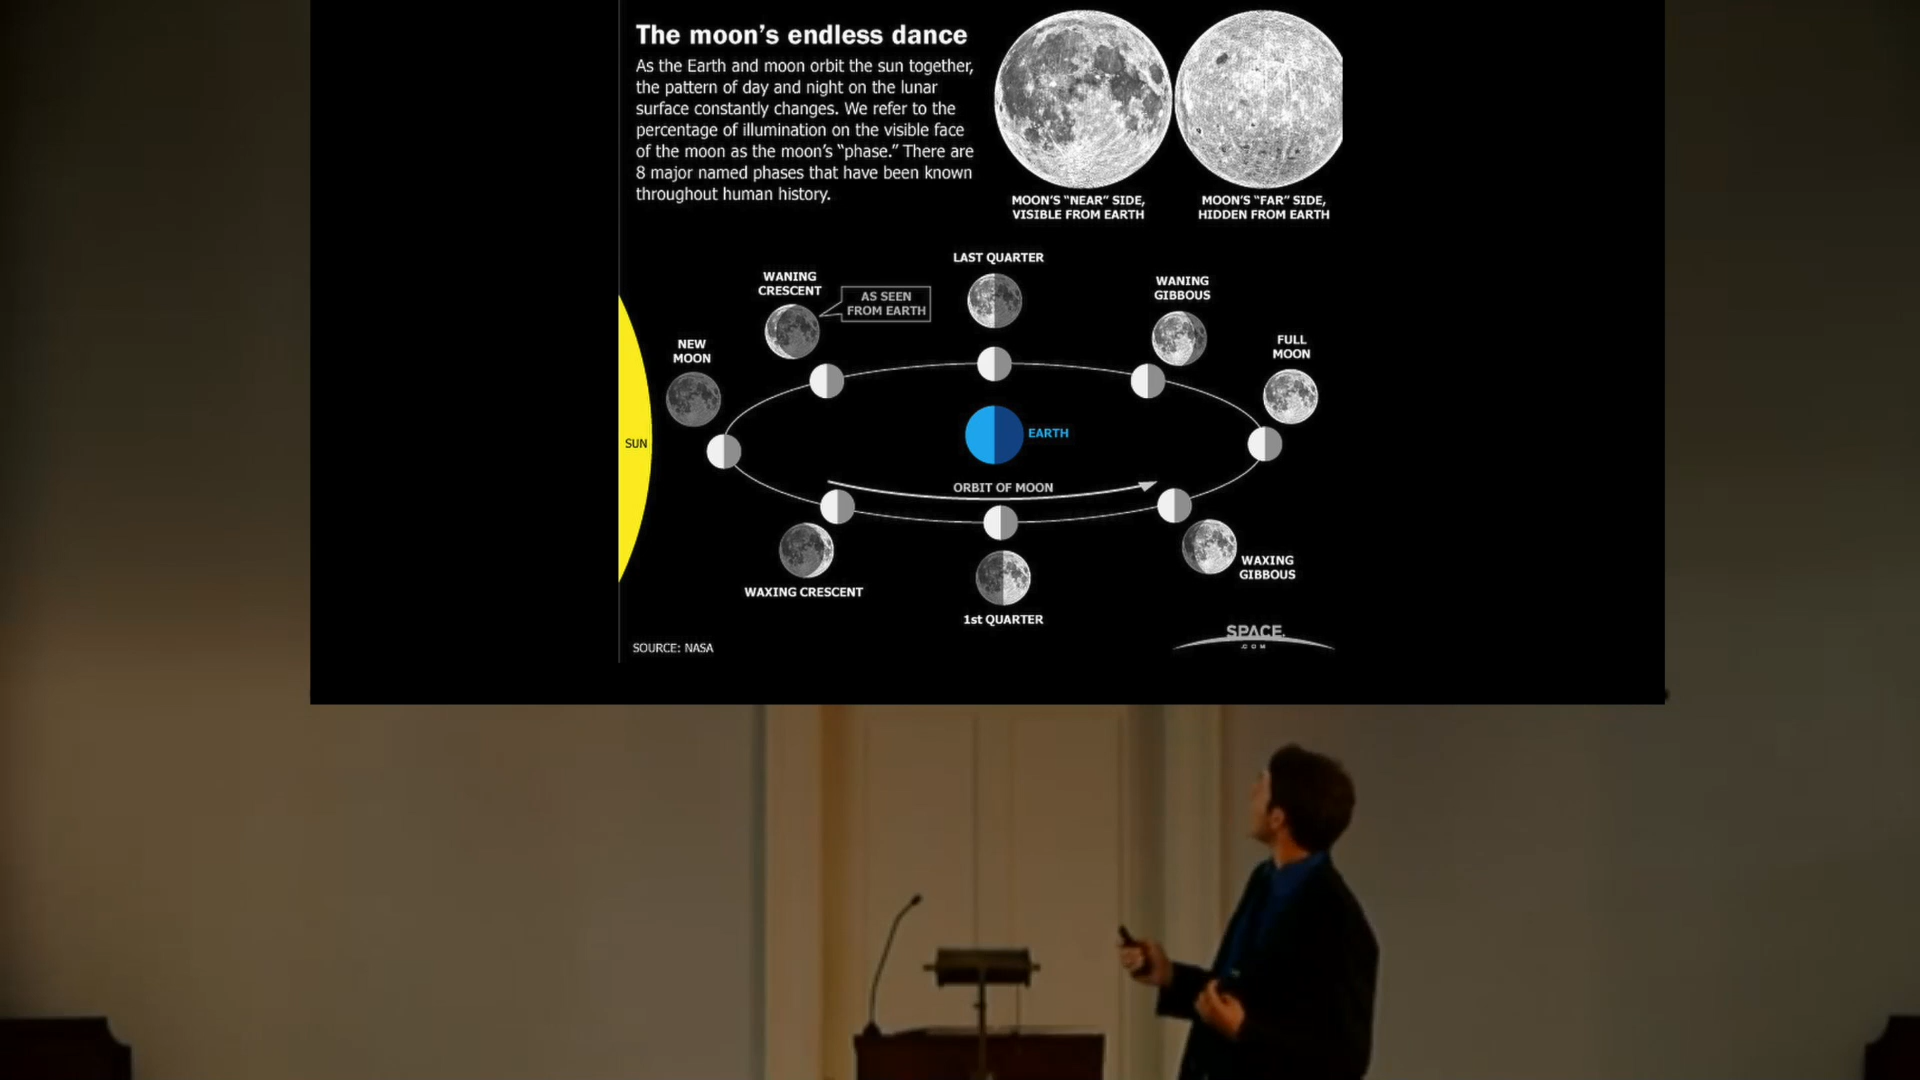 The moon's endless dance
As the Earth and moon orbit the sun together,
the pattern of day and night on the lunar
surface constantly changes. We refer to the
percentage of illumination on the visible face
of the moon as the moon's “phase.” There are
8 major named phases that have been known
throughout human history.
MOON'S “NEAR” SIDE,
VISIBLE FROM EARTH
MOON'S “FAR” SIDE,
HIDDEN FROM EARTH
LAST QUARTER
WANING
CRESCENT
AS SEEN
FROM EARTH
WANING
GIBBOUS
NEW
MOON
FULL
MOON
SUN
EARTH
ORBIT OF MOON
WAXING CRESCENT
1st QUARTER
WAXING
GIBBOUS
SOURCE: NASA
SPACE
.COM